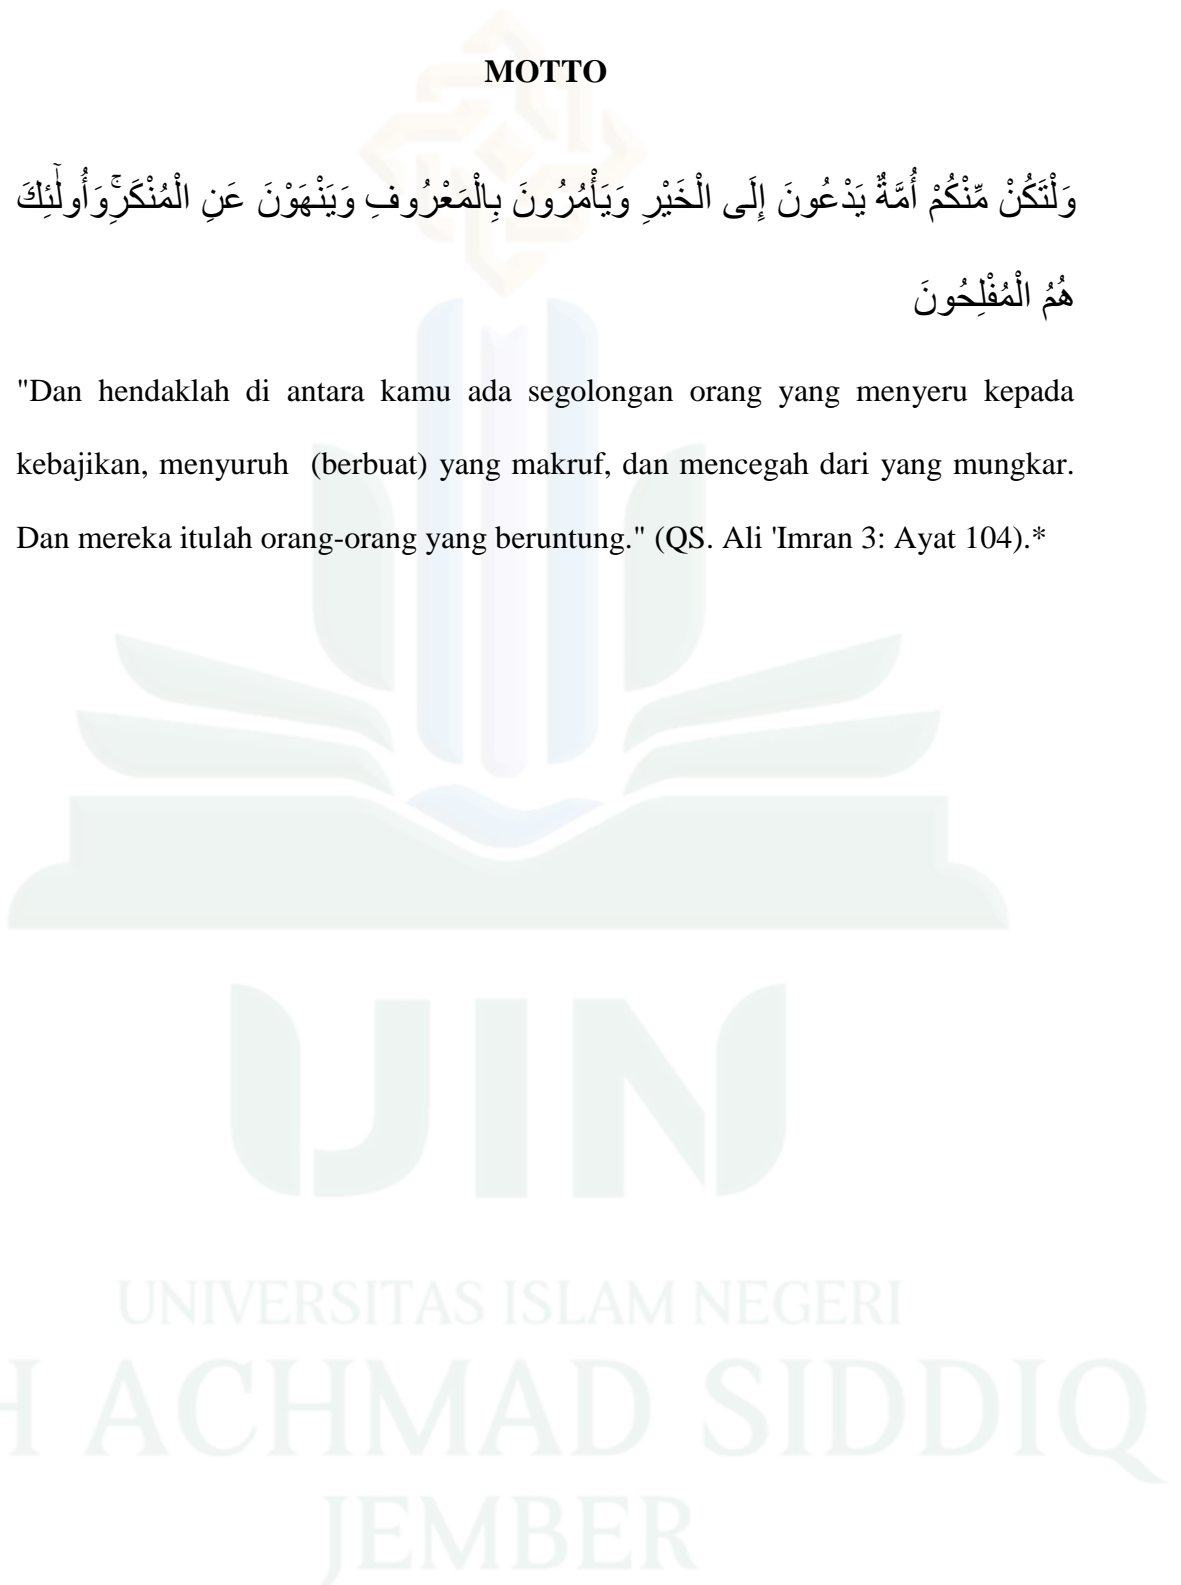 MOTTO
وَلْتَكُنْ مِّنْكُمْ أُمَّةٌ يَدْعُونَ إِلَى الْخَيْرِ وَيَأْمُرُونَ بِالْمَعْرُوفِ وَيَنْهَوْنَ عَنِ الْمُنْكَرِۚوَأُولٰٓئِكَ
هُمُ الْمُفْلِحُونَ
"Dan hendaklah di antara kamu ada segolongan orang yang menyeru kepada
kebajikan, menyuruh (berbuat) yang makruf, dan mencegah dari yang mungkar.
Dan mereka itulah orang-orang yang beruntung." (QS. Ali 'Imran 3: Ayat 104).*
UIN
UNIVERSITAS ISLAM NEGERI
H ACHMAD SIDDIQ
JEMBER